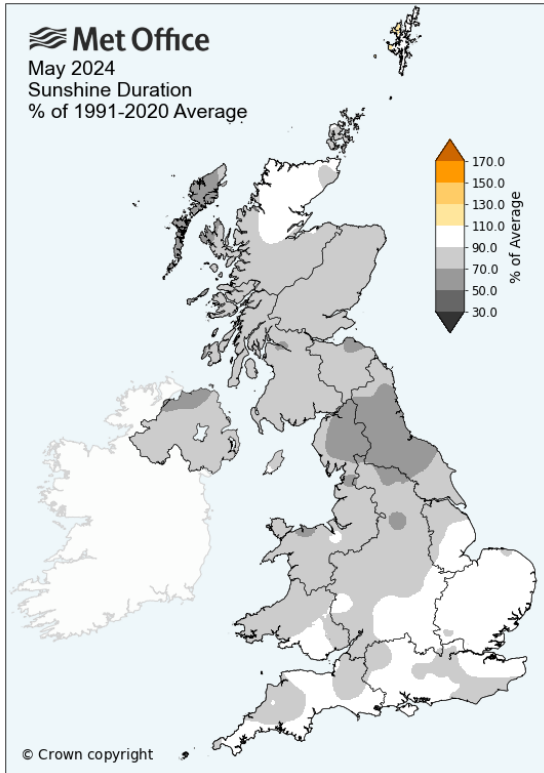 Met Office
May 2024
Sunshine Duration
% of 1991-2020 Average
170.0
150.0
130.0
110.0
90.0
70.0
50.0
30.0
% of Average
© Crown copyright